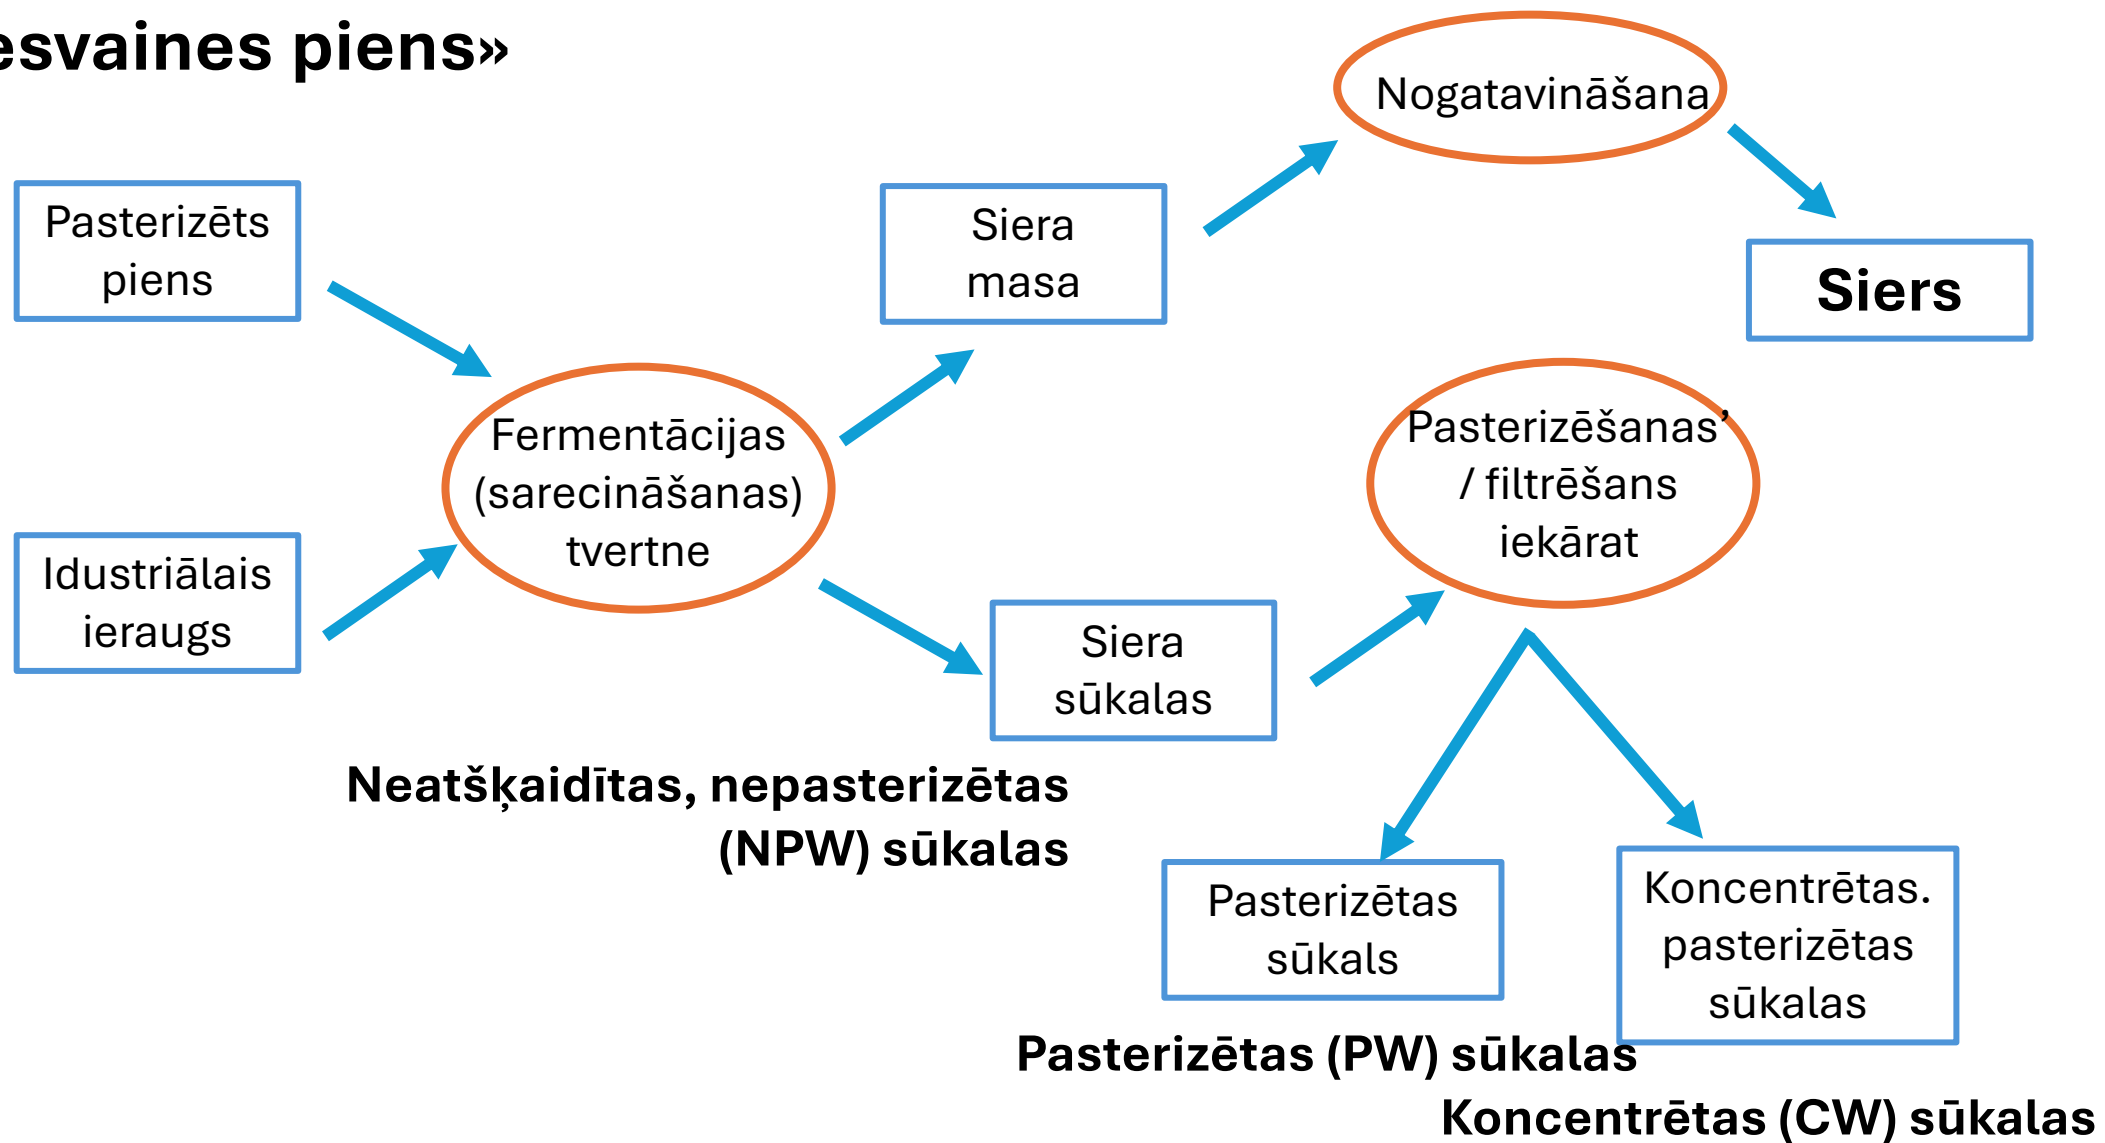 esvaines piens»
Nogatavināšana
Pasterizēts
piens
Siera
masa
Siers
Fermentācijas
(sarecināšanas)
tvertne
Pasterizēšanas’
/ filtrēšans
iekārat
Idustriālais
ieraugs
Siera
sūkalas
Neatšķaidītas, nepasterizētas
(NPW) sūkalas
Pasterizētas
sūkals
Koncentrētas.
pasterizētas
sūkalas
Pasterizētas (PW) sūkalas
Koncentrētas (CW) sūkalas